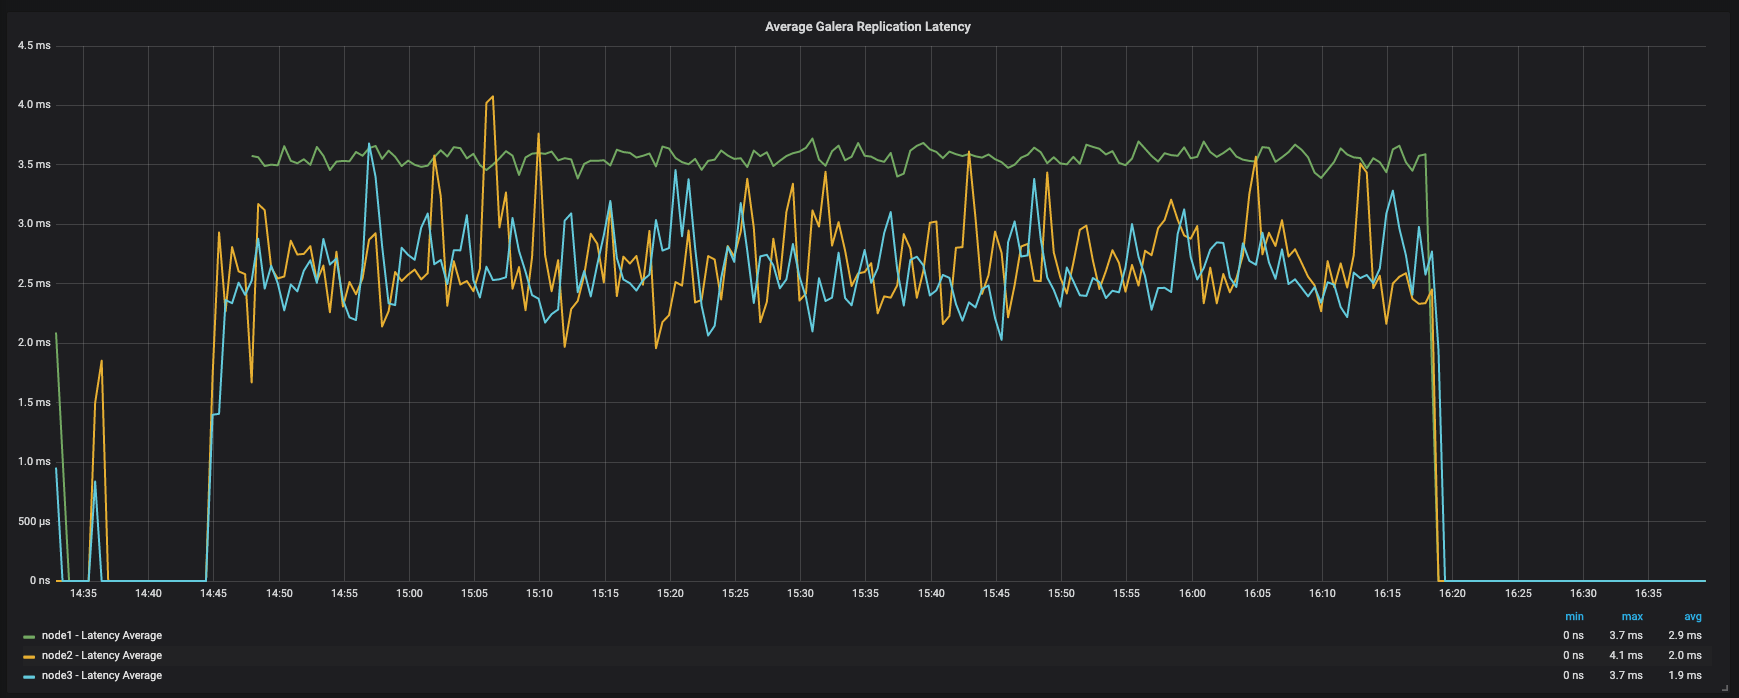 Average Galera Replication Latency
4.5 ms
4.0 ms
3.5 ms
3.0 ms
2.5 ms
2.0 ms
1.5 ms
1.0 ms
500 µs
0 ns
14:35 14:40 14:45 14:50 14:55 15:00 15:05 15:10 15:15 15:20 15:25 15:30 15:35 15:40 15:45 15:50 15:55 16:00 16:05 16:10 16:15 16:20 16:25 16:30 16:35
min max avg
node1 - Latency Average 0 ns 3.7 ms 2.9 ms
node2 - Latency Average 0 ns 4.1 ms 2.0 ms
node3 - Latency Average 0 ns 3.7 ms 1.9 ms